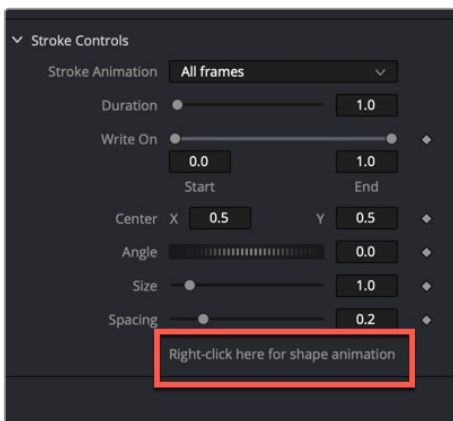 Stroke Controls
Stroke Animation All frames
Duration 1.0
Write On
0.0 1.0
Start End
Center X 0.5 Y 0.5
Angle 0.0
Size 1.0
Spacing 0.2
Right-click here for shape animation